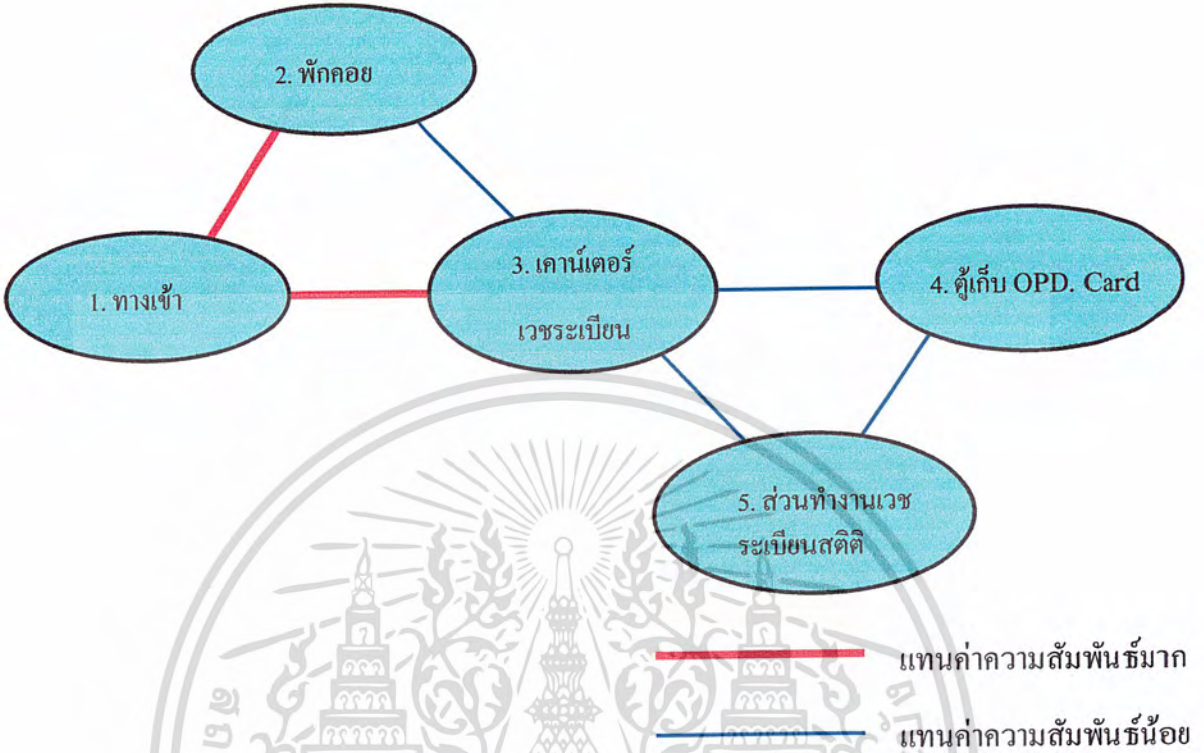 2. พักคอย
1. ทางเข้า
3. เคาน์เตอร์
เวชระเบียน
4. ตู้เก็บ OPD. Card
5. ส่วนทำงานเวช
ระเบียนสติติ
แทนค่าความสัมพันธ์มาก
แทนค่าความสัมพันธ์น้อย